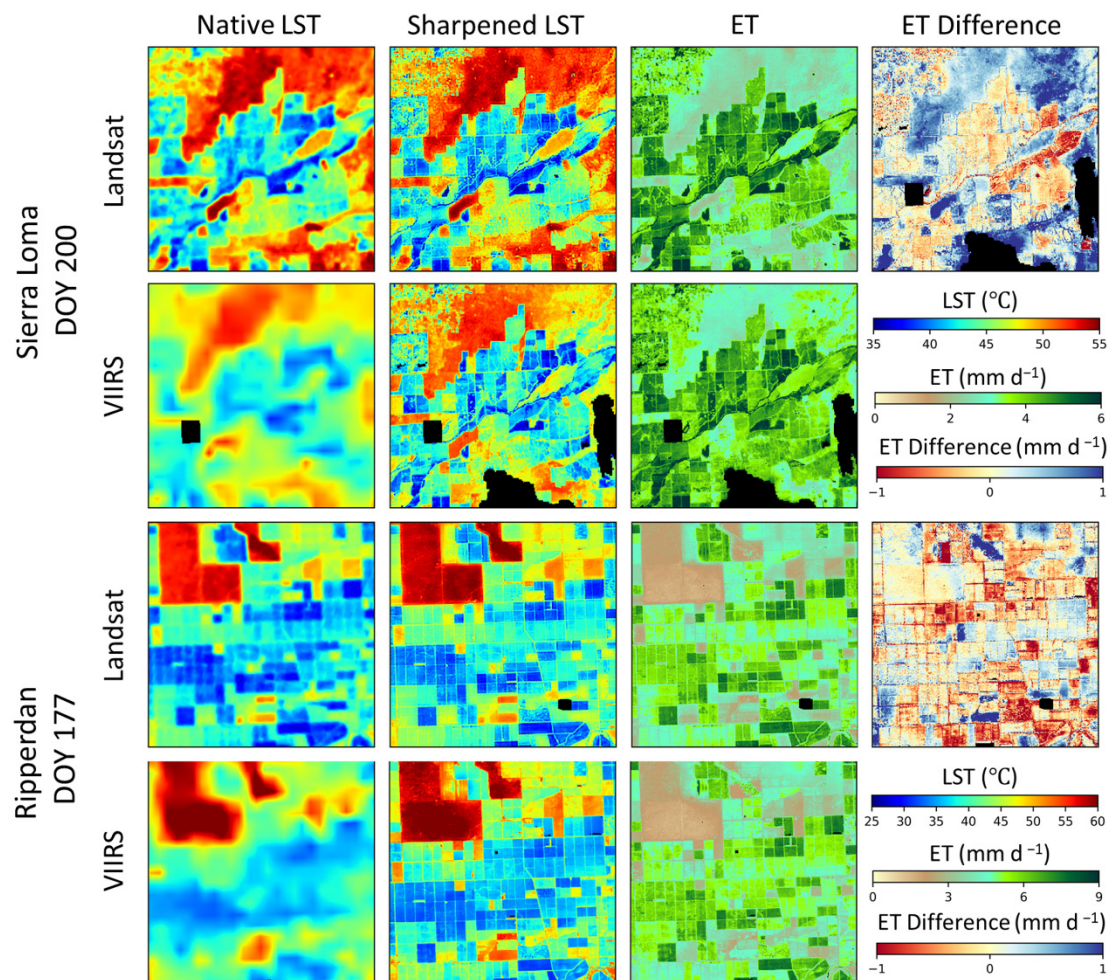 Native LST
Sharpened LST
ET
ET Difference
Sierra Loma
DOY 200
Landsat
VIIRS
LST (°C)
35 40 45 50 55
ET (mm d⁻¹)
0 2 4 6
ET Difference (mm d⁻¹)
−1 0 1
Ripperdan
DOY 177
Landsat
VIIRS
LST (°C)
25 30 35 40 45 50 55 60
ET (mm d⁻¹)
0 3 6 9
ET Difference (mm d⁻¹)
−1 0 1